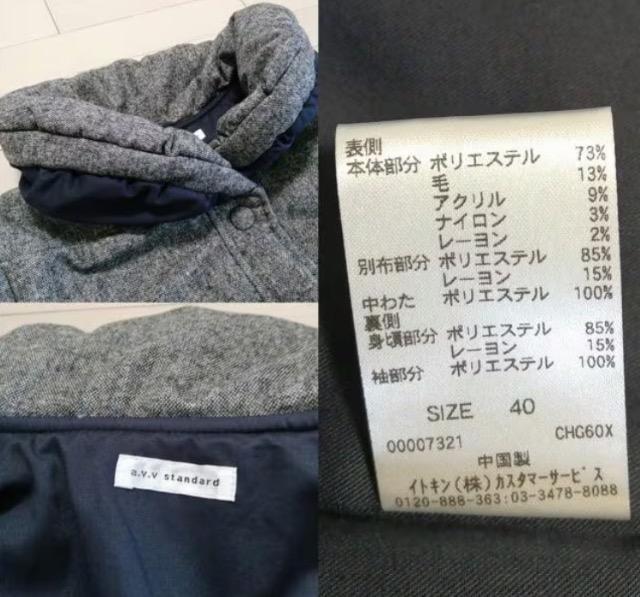 a.v.v standard
表側
本体部分 ポリエステル 73%
毛 13%
アクリル 9%
ナイロン 3%
レーヨン 2%
別布部分 ポリエステル 85%
レーヨン 15%
中わた ポリエステル 100%
裏側
身頃部分 ポリエステル 85%
レーヨン 15%
袖部分 ポリエステル 100%
SIZE 40
00007321 CHG60X
中国製
イトキン(株)カスタマーサービス
0120-888-363:03-3478-8088